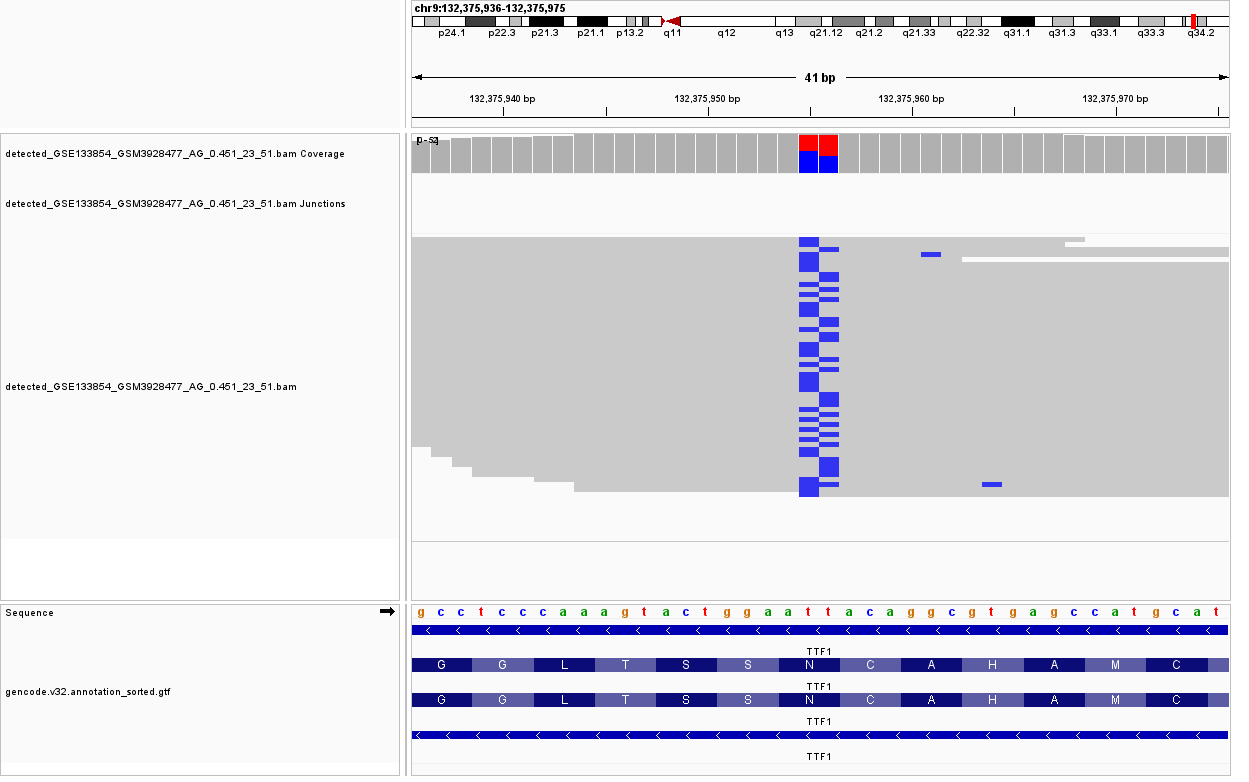 chr9:132,375,936-132,375,975
p24.1 p22.3 p21.3 p21.1 p13.2 q11 q12 q13 q21.12 q21.2 q21.33 q22.32 q31.1 q31.3 q33.1 q33.3 q34.2
41 bp
132,375,940 bp 132,375,950 bp 132,375,960 bp 132,375,970 bp
detected_GSE133854_GSM3928477_AG_0.451_23_51.bam Coverage
detected_GSE133854_GSM3928477_AG_0.451_23_51.bam Junctions
detected_GSE133854_GSM3928477_AG_0.451_23_51.bam
Sequence
g c c t c c c a a a g t a c t g g a a t t a c a g g c g t g a g c c a t g c a t
TTF1
G G L T S S N C A H A M C
TTF1
gencode.v32.annotation_sorted.gtf
G G L T S S N C A H A M C
TTF1
TTF1